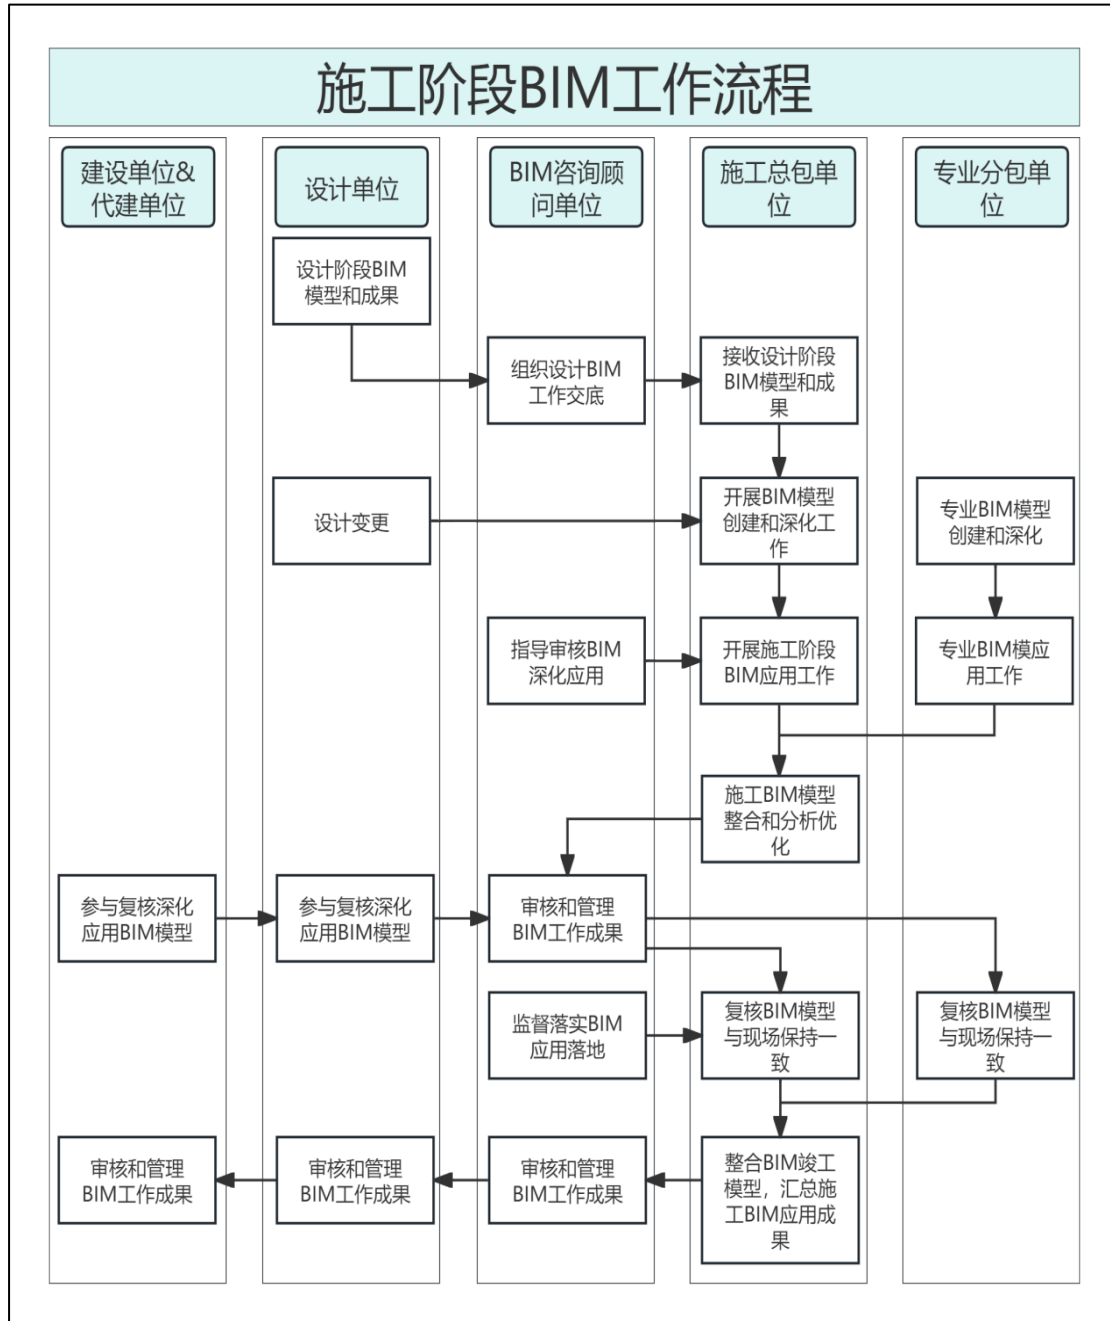 施工阶段BIM工作流程
建设单位&
代建单位
设计单位
BIM咨询顾
问单位
施工总包单
位
专业分包单
位
设计阶段BIM
模型和成果
组织设计BIM
工作交底
接收设计阶段
BIM模型和成
果
设计变更
开展BIM模型
创建和深化工
作
专业BIM模型
创建和深化
指导审核BIM
深化应用
开展施工阶段
BIM应用工作
专业BIM模应
用工作
施工BIM模型
整合和分析优
化
参与复核深化
应用BIM模型
参与复核深化
应用BIM模型
审核和管理
BIM工作成果
监督落实BIM
应用落地
复核BIM模型
与现场保持一
致
复核BIM模型
与现场保持一
致
审核和管理
BIM工作成果
审核和管理
BIM工作成果
审核和管理
BIM工作成果
整合BIM竣工
模型，汇总施
工BIM应用成
果